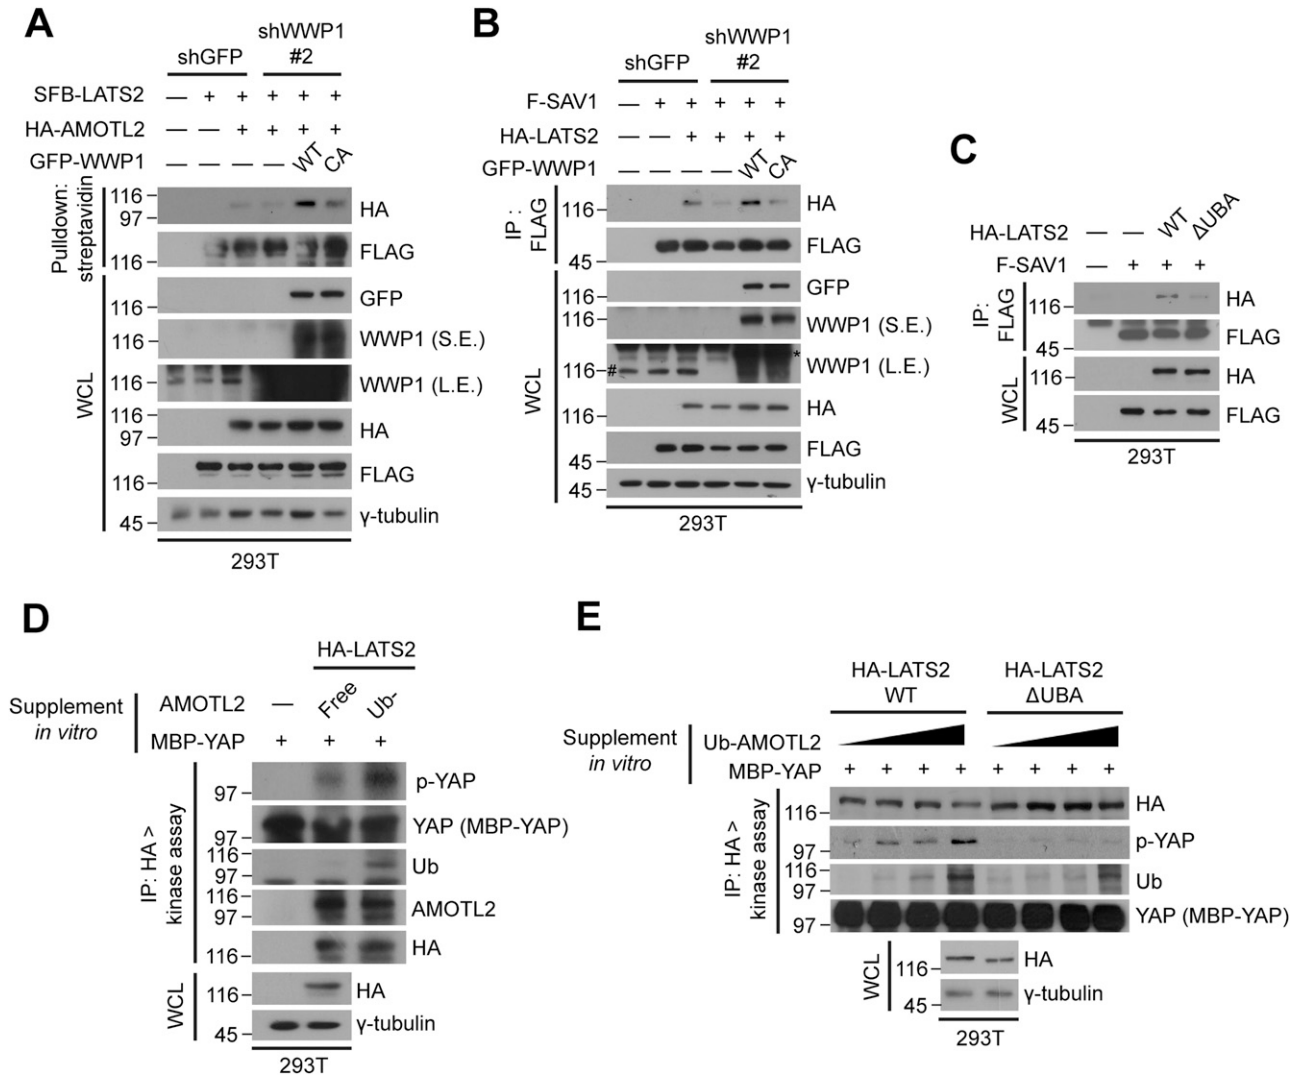 A
shGFP
shWWP1
#2
SFB-LATS2 — + + + + +
HA-AMOTL2 — — + + + +
GFP-WWP1 — — — — WT CA
Pulldown:
streptavidin
116
97
HA
116
FLAG
WCL
116
GFP
116
WWP1 (S.E.)
116
WWP1 (L.E.)
116
97
HA
116
FLAG
45
γ-tubulin
293T
B
shGFP
shWWP1
#2
F-SAV1 — + + + + +
HA-LATS2 — — + + + +
GFP-WWP1 — — — — WT CA
IP :
FLAG
116
HA
45
FLAG
WCL
116
GFP
116
WWP1 (S.E.)
116 # * WWP1 (L.E.)
116
HA
45
FLAG
45
γ-tubulin
293T
C
HA-LATS2 — — WT ΔUBA
F-SAV1 — + + +
IP:
FLAG
116
HA
45
FLAG
WCL
116
HA
45
FLAG
293T
D
HA-LATS2
Supplement
in vitro
AMOTL2 — Free Ub-
MBP-YAP + + +
IP: HA >
kinase assay
97
p-YAP
97
YAP (MBP-YAP)
116
97
Ub
116
97
AMOTL2
116
HA
WCL
116
HA
45
γ-tubulin
293T
E
HA-LATS2
WT
HA-LATS2
ΔUBA
Supplement
in vitro
Ub-AMOTL2
MBP-YAP + + + + + + + +
IP: HA >
kinase assay
116
HA
97
p-YAP
116
97
Ub
97
YAP (MBP-YAP)
WCL
116
HA
45
γ-tubulin
293T